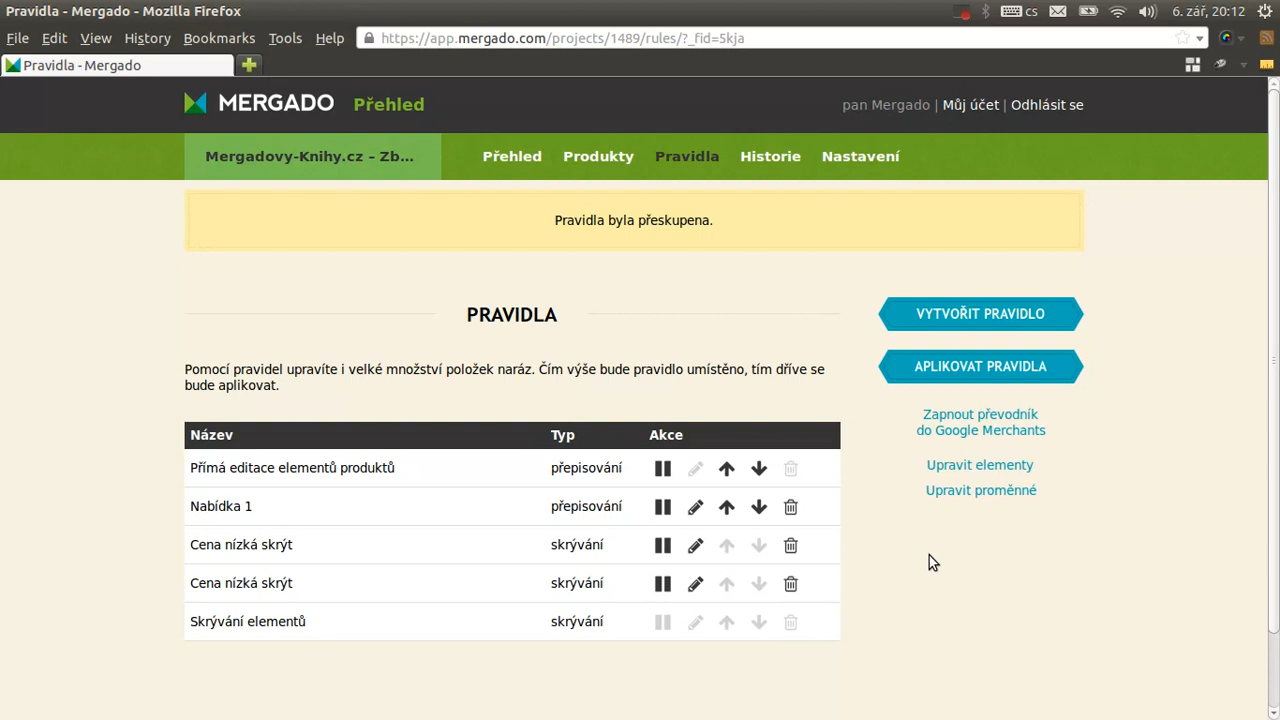 Pravidla - Mergado - Mozilla Firefox
cs
6. zář, 20:12
File Edit View History Bookmarks Tools Help
https://app.mergado.com/projects/1489/rules/?_fid=5kja
Pravidla - Mergado
MERGADO Přehled
pan Mergado | Můj účet | Odhlásit se
Mergadovy-Knihy.cz – Zb...
Přehled Produkty Pravidla Historie Nastavení
Pravidla byla přeskupena.
PRAVIDLA
Pomocí pravidel upravíte i velké množství položek naráz. Čím výše bude pravidlo umístěno, tím dříve se
bude aplikovat.
Název Typ Akce
Přímá editace elementů produktů přepisování
Nabídka 1 přepisování
Cena nízká skrýt skrývání
Cena nízká skrýt skrývání
Skrývání elementů skrývání
VYTVOŘIT PRAVIDLO
APLIKOVAT PRAVIDLA
Zapnout převodník
do Google Merchants
Upravit elementy
Upravit proměnné